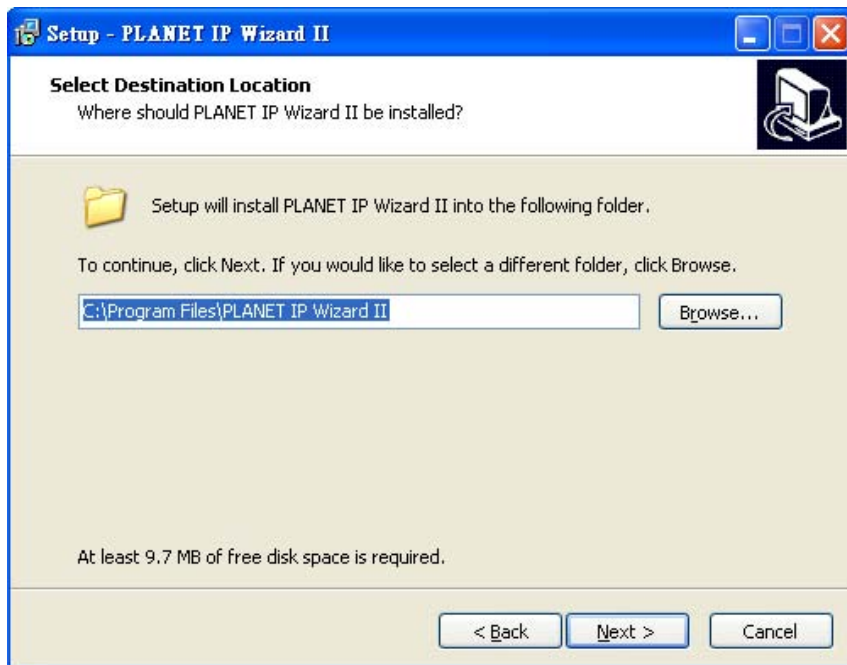 Setup - PLANET IP Wizard II
Select Destination Location
Where should PLANET IP Wizard II be installed?
Setup will install PLANET IP Wizard II into the following folder.
To continue, click Next. If you would like to select a different folder, click Browse.
C:\Program Files\PLANET IP Wizard II
Browse...
At least 9.7 MB of free disk space is required.
< Back
Next >
Cancel